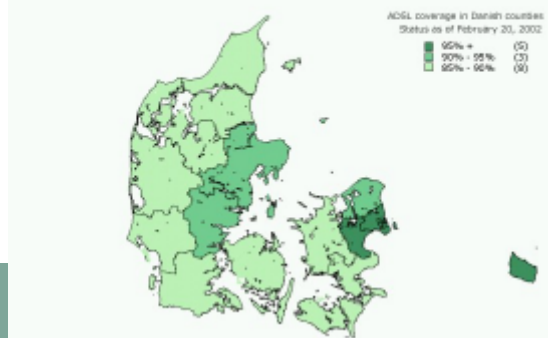 ADSL coverage in Danish counties
Status as of February 20, 2002
95% + (5)
90% - 95% (3)
85% - 90% (8)